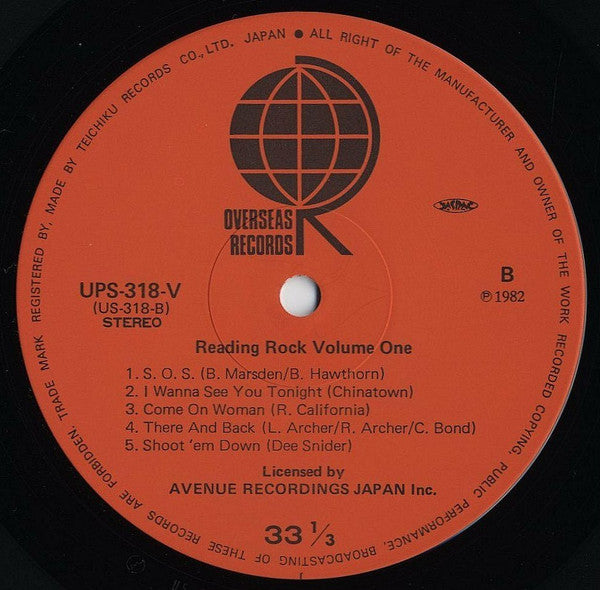 TRADE MARK REGISTERED BY, MADE BY TEICHIKU RECORDS CO., LTD. JAPAN ● ALL RIGHT OF THE MANUFACTURER AND OWNER OF THE WORK RECORDED COPYING, PUBLIC PERFORMANCE, BROADCASTING OF THESE RECORDS ARE FORBIDDEN.
R
OVERSEAS
RECORDS
JASRAC
UPS-318-V
(US-318-B)
STEREO
B
℗ 1982
Reading Rock Volume One
1. S. O. S. (B. Marsden/B. Hawthorn)
2. I Wanna See You Tonight (Chinatown)
3. Come On Woman (R. California)
4. There And Back (L. Archer/R. Archer/C. Bond)
5. Shoot 'em Down (Dee Snider)
Licensed by
AVENUE RECORDINGS JAPAN Inc.
33 1/3
J